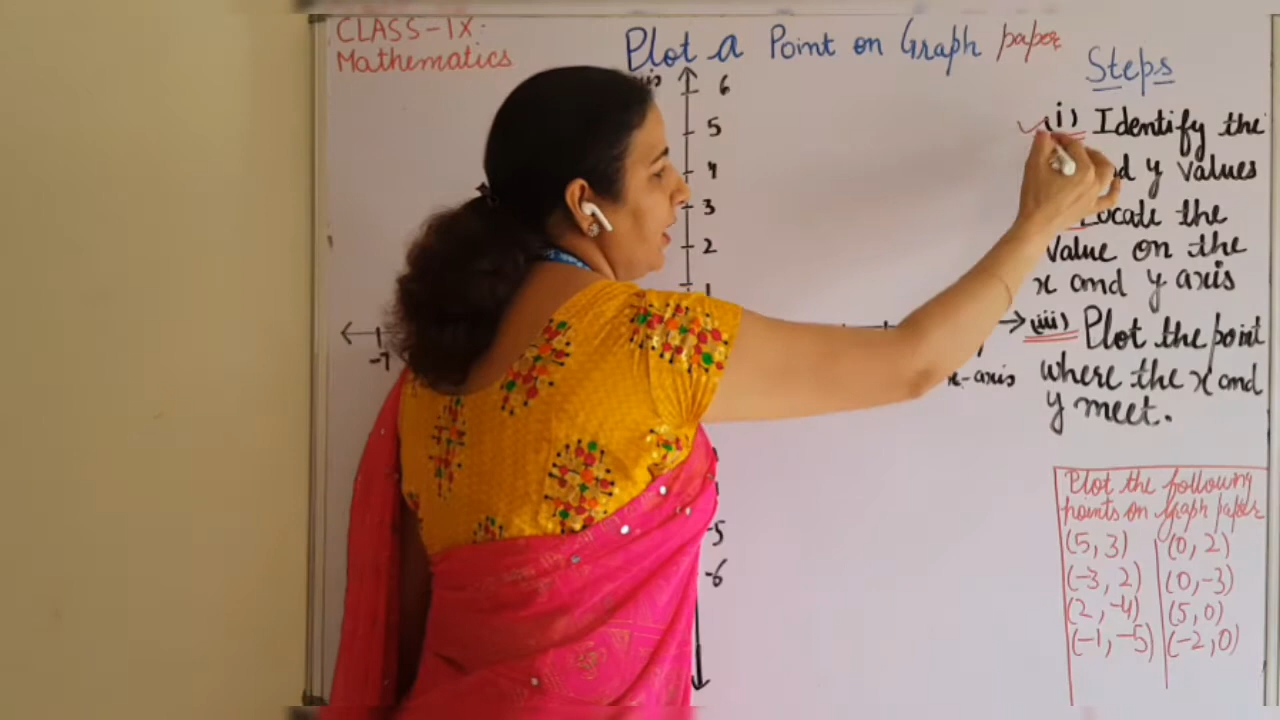 CLASS-IX
Mathematics
Plot a Point on Graph paper
6
5
4
3
2
1
-7
x-axis
-5
-6
Steps
(i) Identify the
y values
Locate the
Value on the
x and y axis
(iii) Plot the point
where the x and
y meet.
Plot the following
points on graph paper
(5, 3) (0, 2)
(-3, 2) (0, -3)
(2, -4) (5, 0)
(-1, -5) (-2, 0)